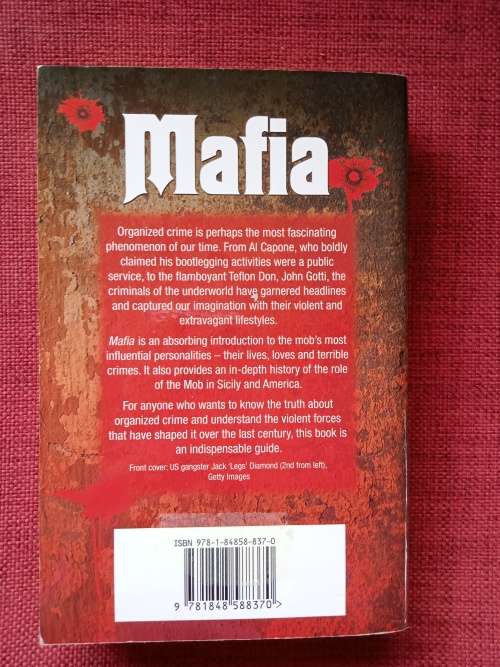 Mafia
Organized crime is perhaps the most fascinating
phenomenon of our time. From Al Capone, who boldly
claimed his bootlegging activities were a public
service, to the flamboyant Teflon Don, John Gotti, the
criminals of the underworld have garnered headlines
and captured our imagination with their violent and
extravagant lifestyles.
Mafia is an absorbing introduction to the mob's most
influential personalities – their lives, loves and terrible
crimes. It also provides an in-depth history of the role
of the Mob in Sicily and America.
For anyone who wants to know the truth about
organized crime and understand the violent forces
that have shaped it over the last century, this book is
an indispensable guide.
Front cover: US gangster Jack 'Legs' Diamond (2nd from left),
Getty Images
ISBN 978-1-84858-837-0
9 781848 588370>